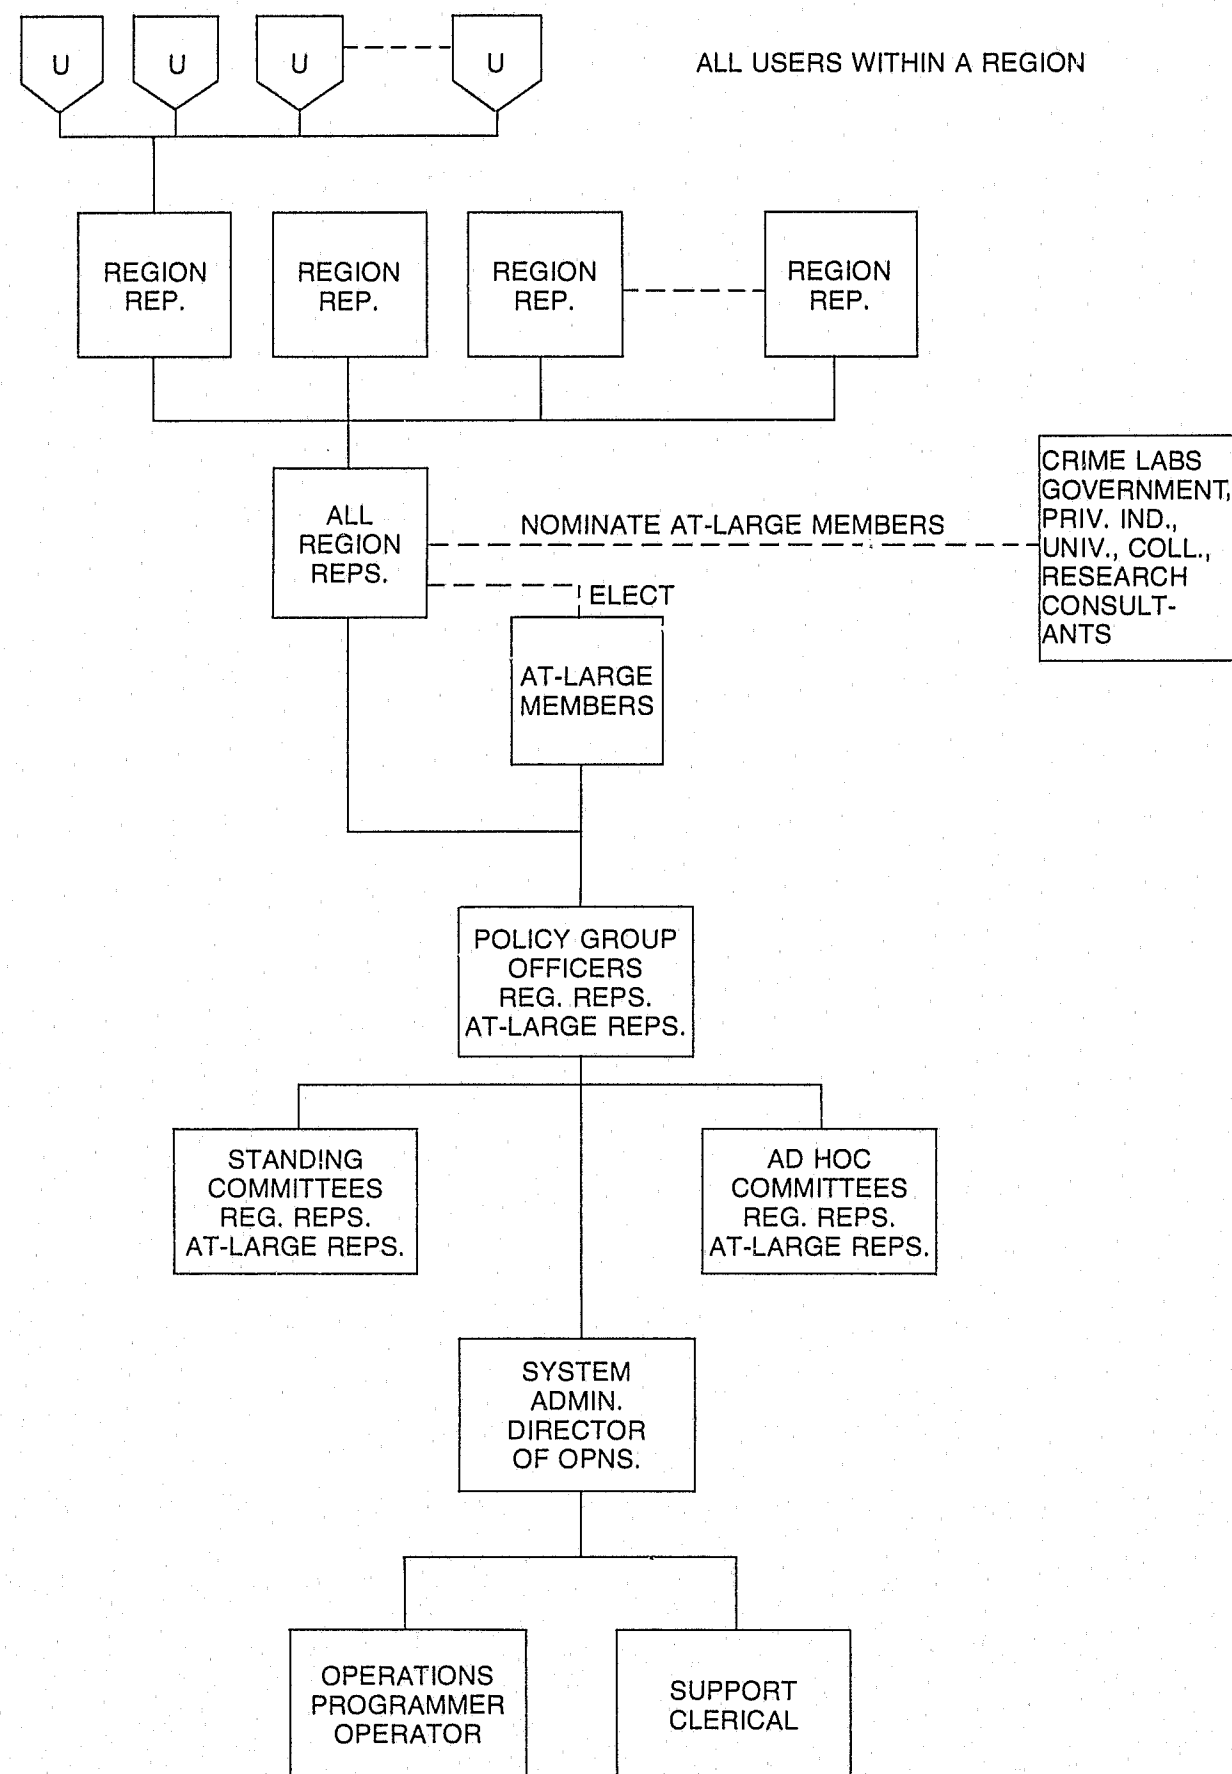 U U U U
ALL USERS WITHIN A REGION
REGION
REP.
REGION
REP.
REGION
REP.
REGION
REP.
ALL
REGION
REPS.
NOMINATE AT-LARGE MEMBERS
CRIME LABS
GOVERNMENT,
PRIV. IND.,
UNIV., COLL.,
RESEARCH
CONSULT-
ANTS
ELECT
AT-LARGE
MEMBERS
POLICY GROUP
OFFICERS
REG. REPS.
AT-LARGE REPS.
STANDING
COMMITTEES
REG. REPS.
AT-LARGE REPS.
AD HOC
COMMITTEES
REG. REPS.
AT-LARGE REPS.
SYSTEM
ADMIN.
DIRECTOR
OF OPNS.
OPERATIONS
PROGRAMMER
OPERATOR
SUPPORT
CLERICAL